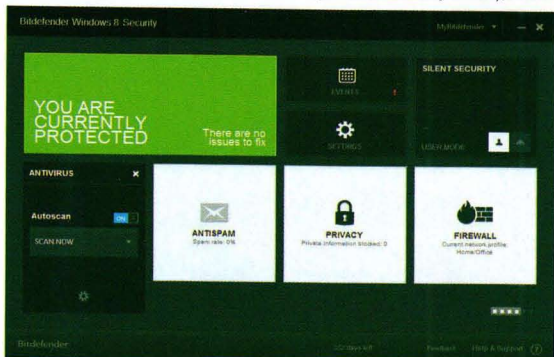 Bitdefender Windows 8 Security
MyBitdefender
YOU ARE
CURRENTLY
PROTECTED
There are no
issues to fix
EVENTS
SETTINGS
SILENT SECURITY
USER MODE
ANTIVIRUS
Autoscan
ON
SCAN NOW
ANTISPAM
Spam rate: 0%
PRIVACY
Private information blocked: 0
FIREWALL
Current network profile:
Home/Office
Bitdefender
days left
Feedback
Help & Support